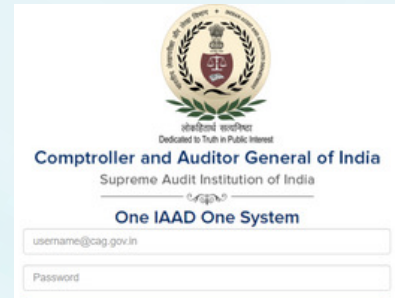 लोकहितार्थ सत्यनिष्ठा
Dedicated to Truth in Public Interest
Comptroller and Auditor General of India
Supreme Audit Institution of India
One IAAD One System
username@cag.gov.in
Password